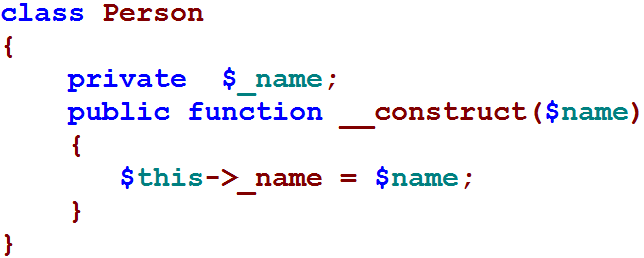 class Person
{
    private  $_name;
    public function __construct($name)
    {
       $this->_name = $name;
    }
}